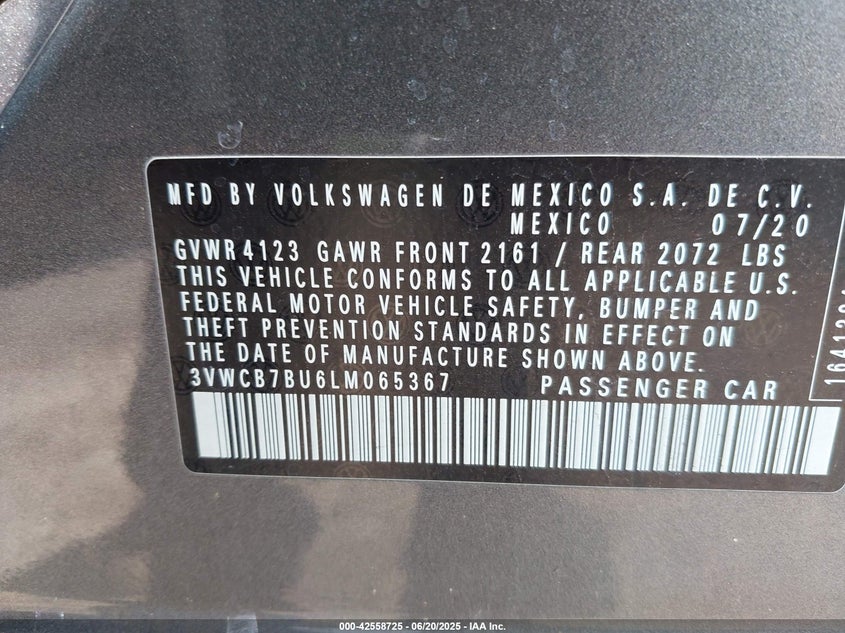 MFD BY VOLKSWAGEN DE MEXICO S.A. DE C.V.
MEXICO 07/20
GVWR 4123 GAWR FRONT 2161 / REAR 2072 LBS
THIS VEHICLE CONFORMS TO ALL APPLICABLE U.S.
FEDERAL MOTOR VEHICLE SAFETY, BUMPER AND
THEFT PREVENTION STANDARDS IN EFFECT ON
THE DATE OF MANUFACTURE SHOWN ABOVE.
3VWCB7BU6LM065367 PASSENGER CAR
000-42558725 - 06/20/2025 - IAA Inc.